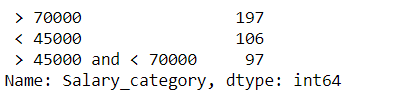 > 70000                197
< 45000                106
> 45000 and < 70000     97
Name: Salary_category, dtype: int64